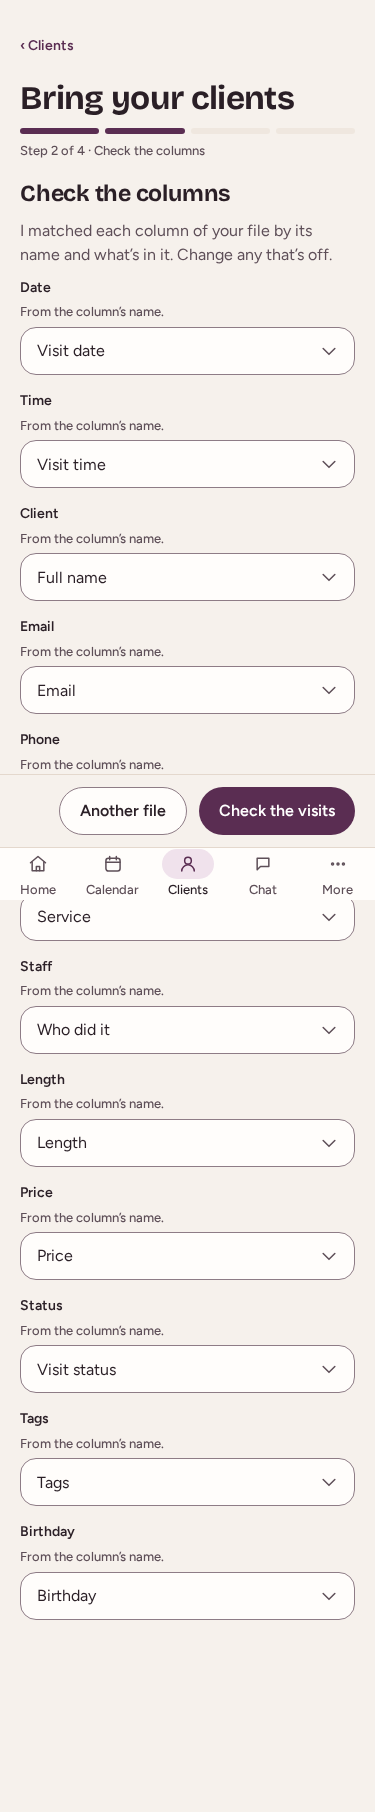 ‹ Clients
Bring your clients
Step 2 of 4 · Check the columns
Check the columns
I matched each column of your file by its
name and what’s in it. Change any that’s off.
Date
From the column’s name.
Visit date
Time
From the column’s name.
Visit time
Client
From the column’s name.
Full name
Email
From the column’s name.
Email
Phone
From the column’s name.
Another file
Check the visits
Home
Calendar
Clients
Chat
More
Service
Staff
From the column’s name.
Who did it
Length
From the column’s name.
Length
Price
From the column’s name.
Price
Status
From the column’s name.
Visit status
Tags
From the column’s name.
Tags
Birthday
From the column’s name.
Birthday